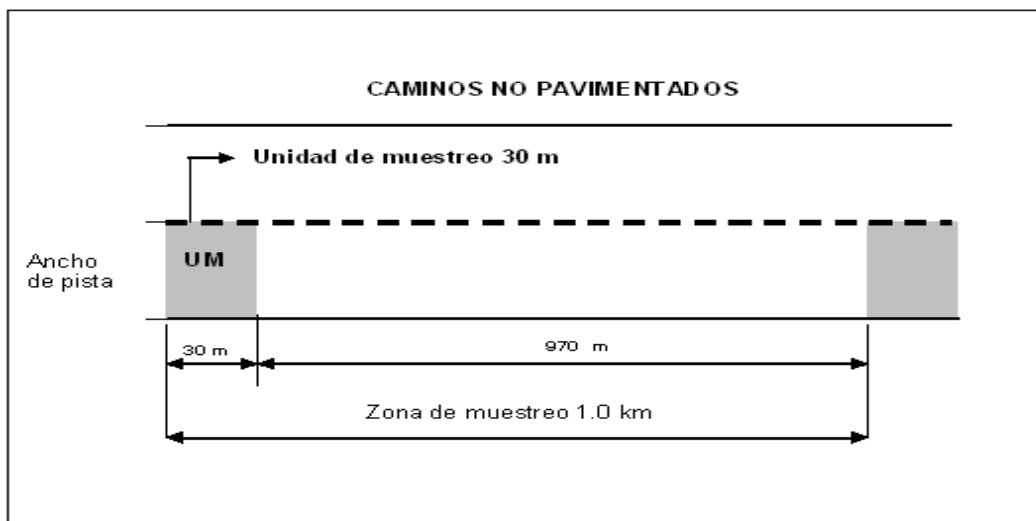 CAMINOS NO PAVIMENTADOS
Unidad de muestreo 30 m
Ancho
de pista
UM
30 m
970 m
Zona de muestreo 1.0 km